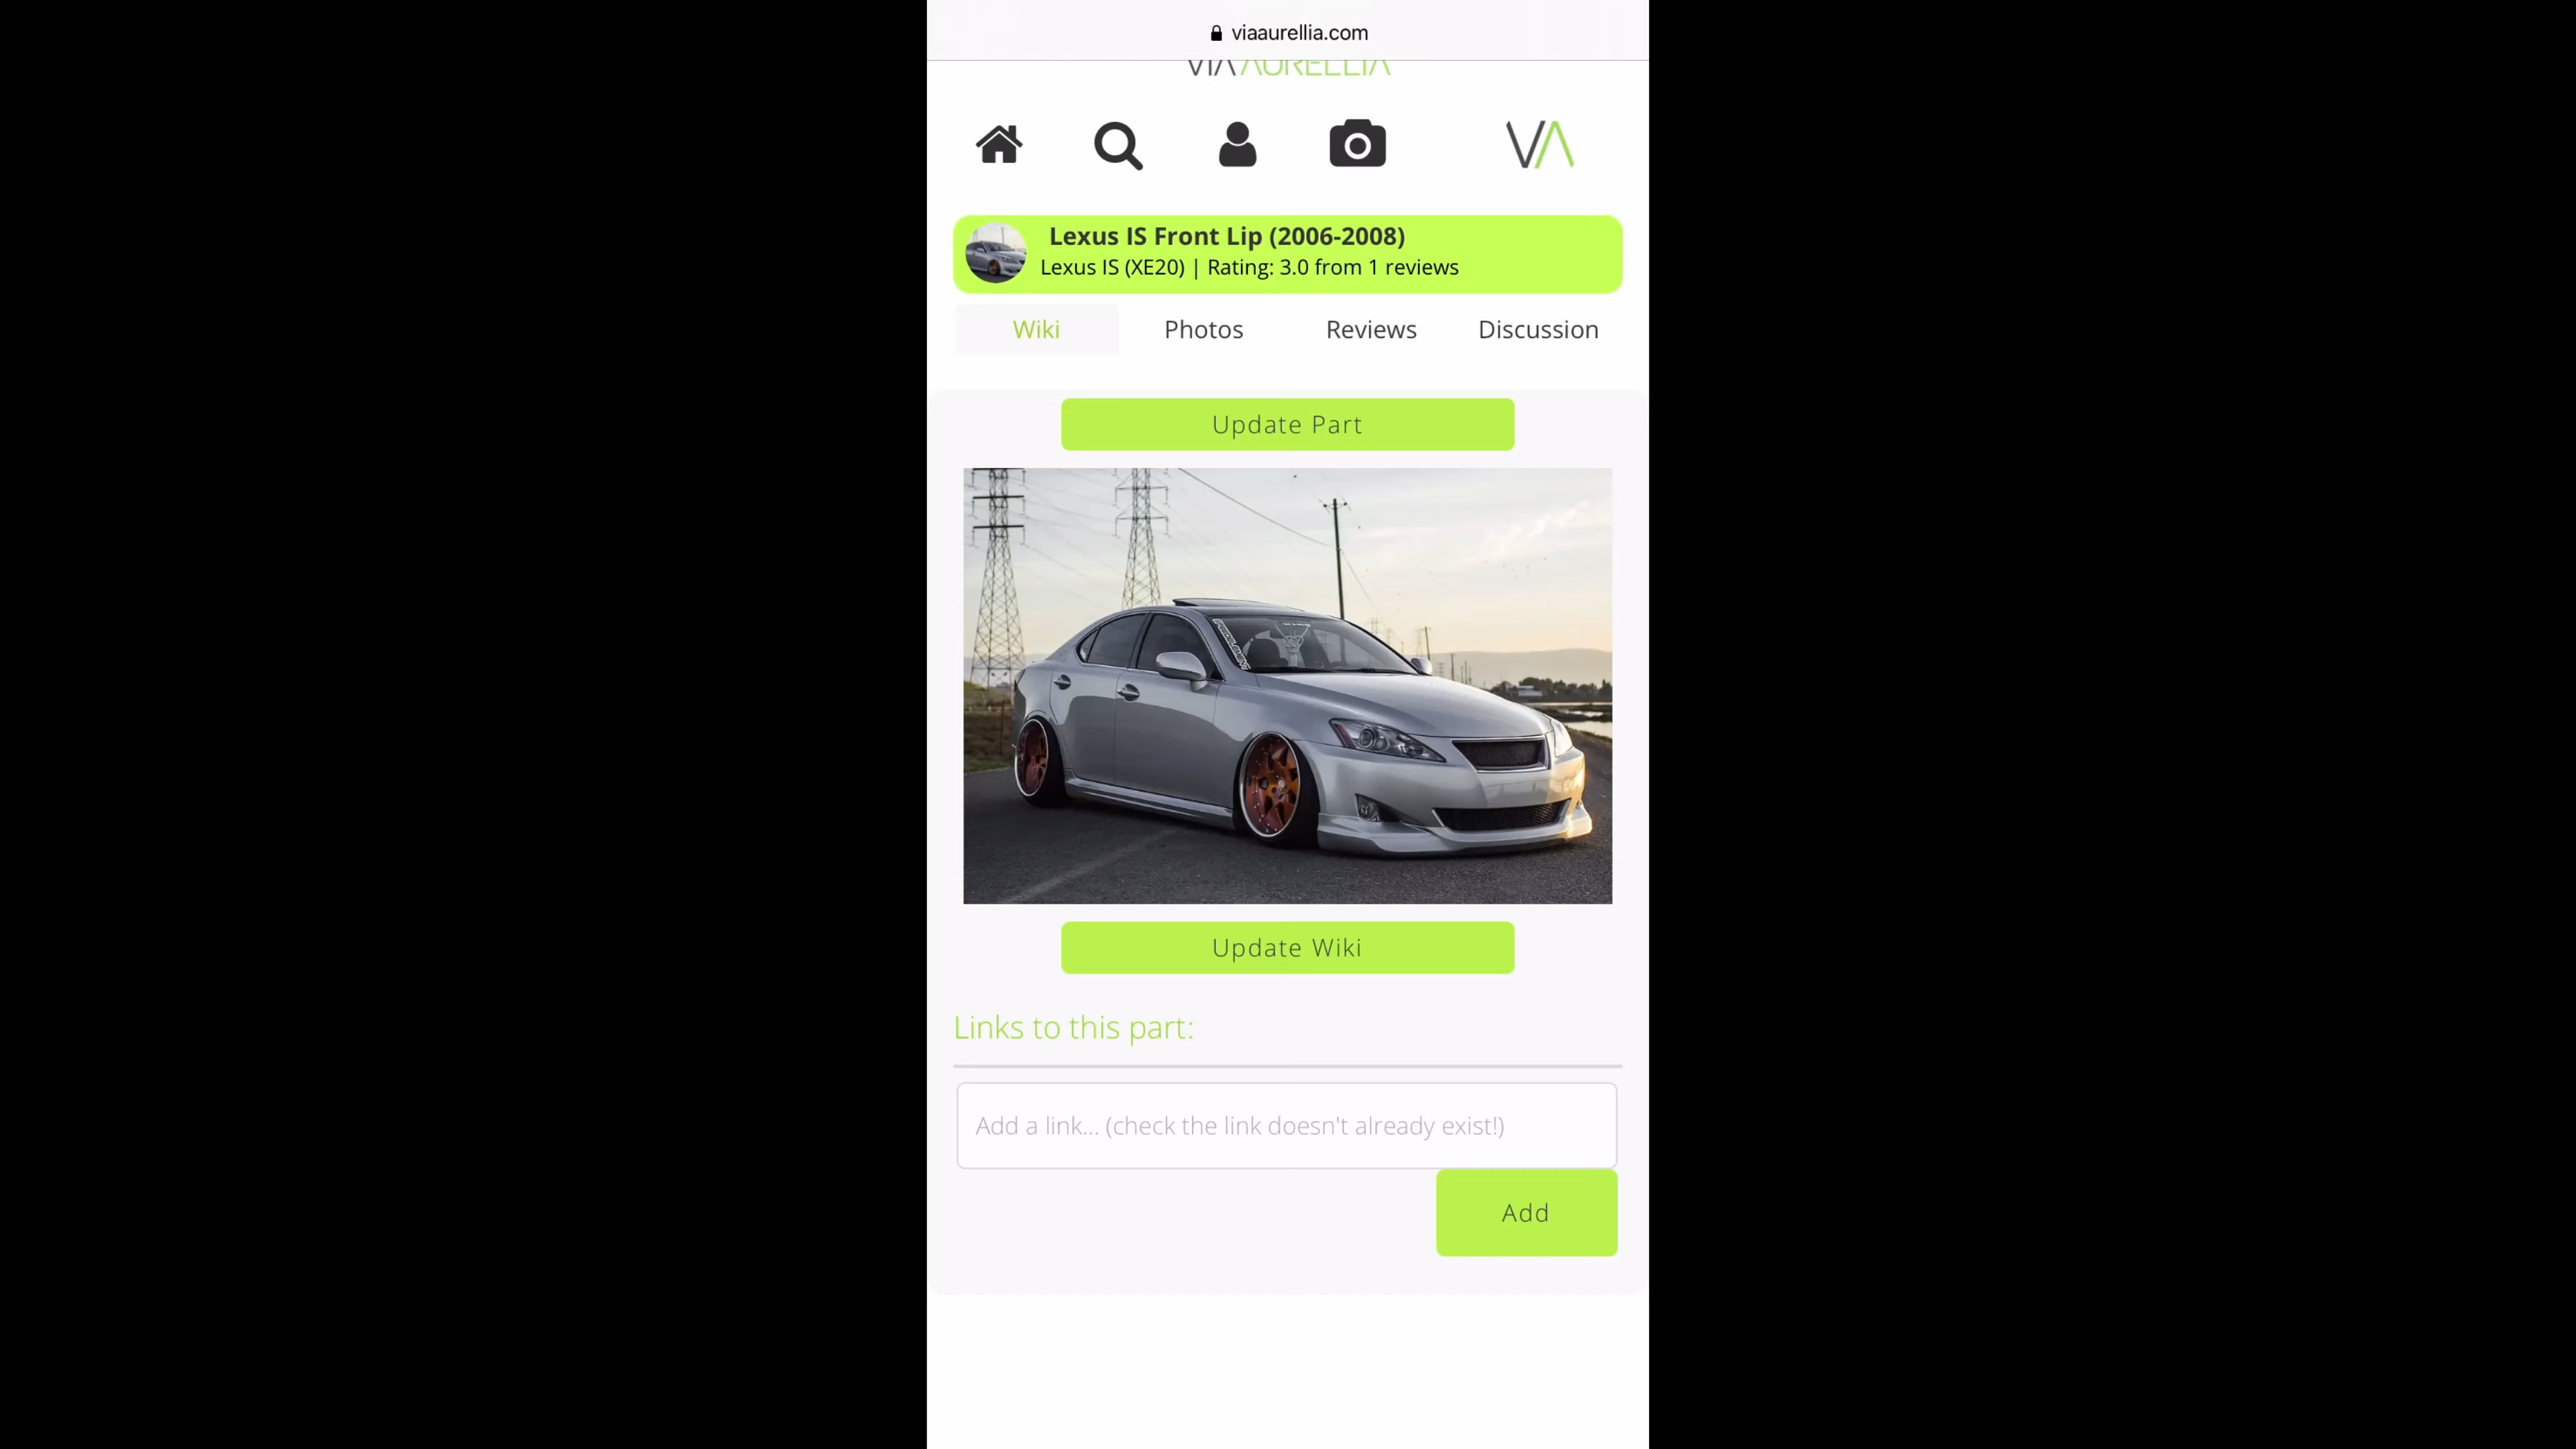 viaaurellia.com
VIA AURELLIA
VA
Lexus IS Front Lip (2006-2008)
Lexus IS (XE20) | Rating: 3.0 from 1 reviews
Wiki Photos Reviews Discussion
Update Part
Update Wiki
Links to this part:
Add a link... (check the link doesn't already exist!)
Add